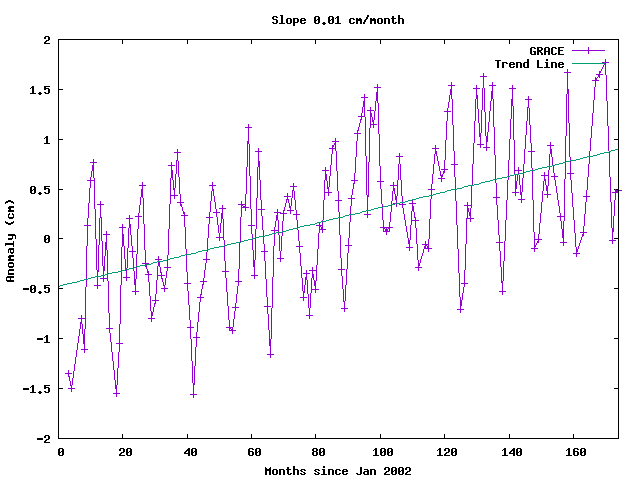 Slope 0.01 cm/month
GRACE
Trend Line
2
1.5
1
0.5
0
-0.5
-1
-1.5
-2
Anomaly (cm)
0 20 40 60 80 100 120 140 160
Months since Jan 2002